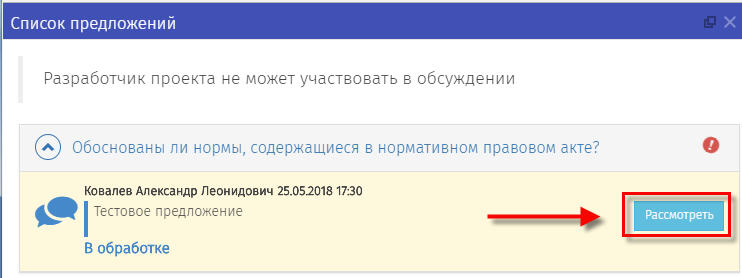 Список предложений
Разработчик проекта не может участвовать в обсуждении
Обоснованы ли нормы, содержащиеся в нормативном правовом акте?
Ковалев Александр Леонидович 25.05.2018 17:30
Тестовое предложение
Рассмотреть
В обработке